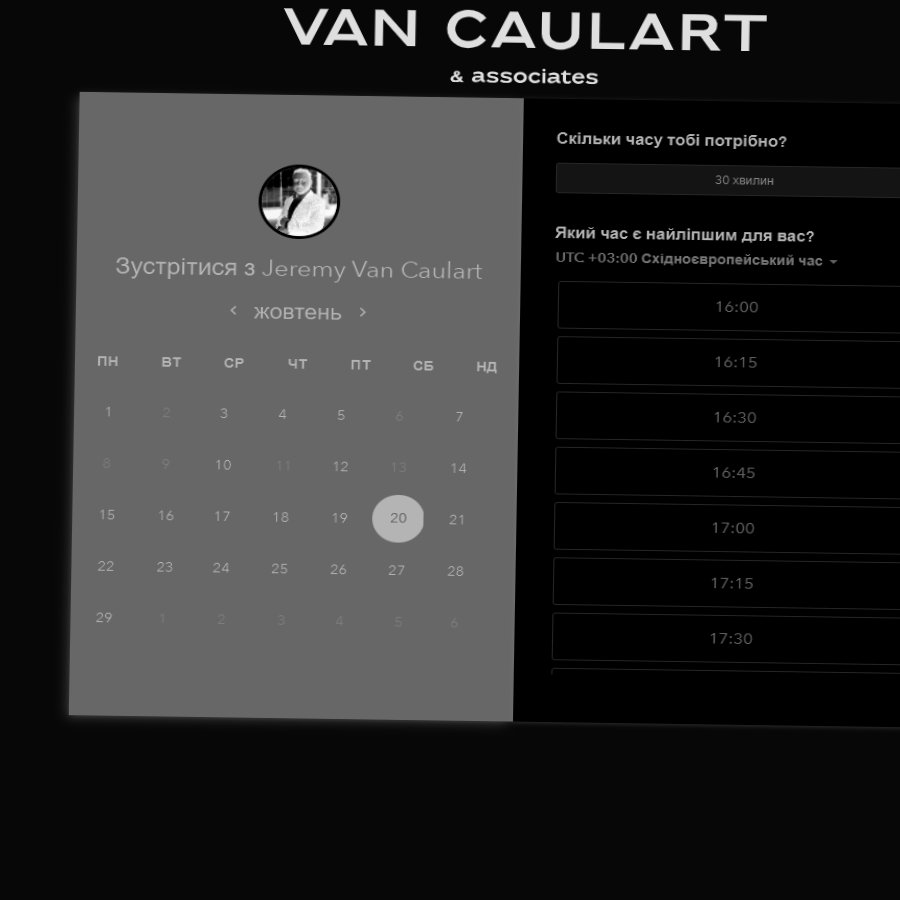 VAN CAULART
& associates
Зустрітися з Jeremy Van Caulart
жовтень
ПН ВТ СР ЧТ ПТ СБ НД
1 2 3 4 5 6 7
8 9 10 11 12 13 14
15 16 17 18 19 20 21
22 23 24 25 26 27 28
29 1 2 3 4 5 6
Скільки часу тобі потрібно?
30 хвилин
Який час є найліпшим для вас?
UTC +03:00 Східноєвропейський час
16:00
16:15
16:30
16:45
17:00
17:15
17:30